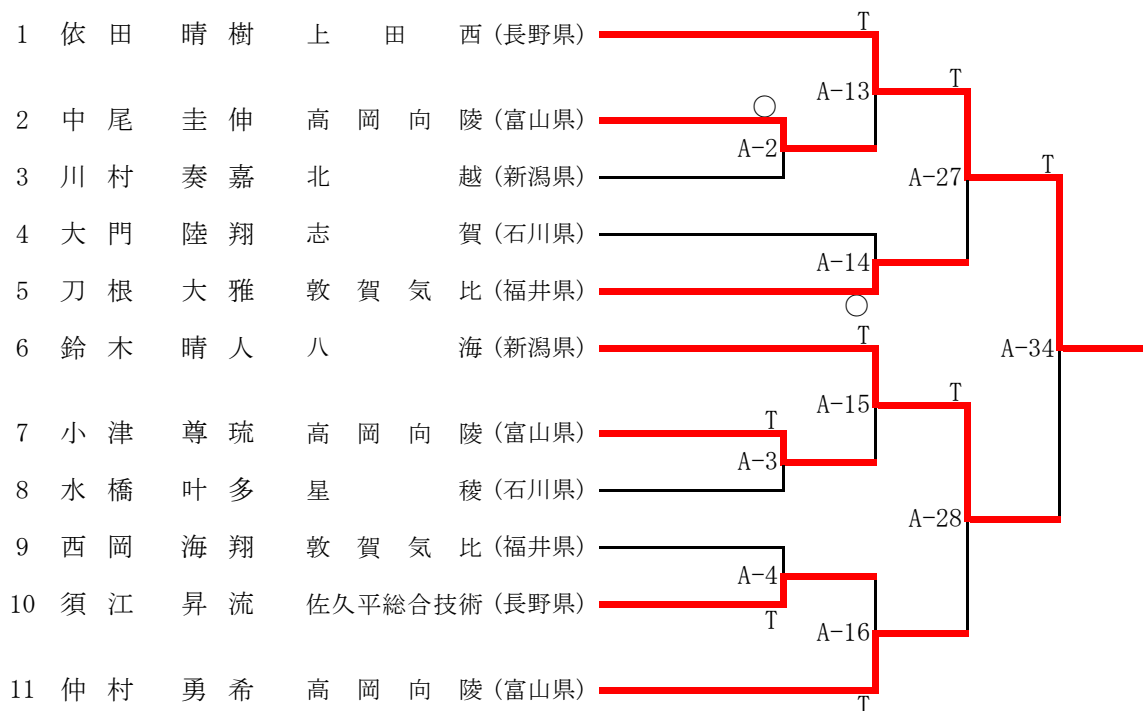 1 依田 晴樹 上田西 (長野県) T
A-13 T
2 中尾 圭伸 高岡向陵 (富山県) ○
A-2
3 川村 奏嘉 北越 (新潟県) A-27 T
4 大門 陸翔 志賀 (石川県)
A-14
5 刀根 大雅 敦賀気比 (福井県) ○
6 鈴木 晴人 八海 (新潟県) T A-34
A-15 T
7 小津 尊琉 高岡向陵 (富山県) T
A-3
8 水橋 叶多 星稜 (石川県)
A-28
9 西岡 海翔 敦賀気比 (福井県)
A-4
10 須江 昇流 佐久平総合技術 (長野県) T
A-16
11 仲村 勇希 高岡向陵 (富山県) T